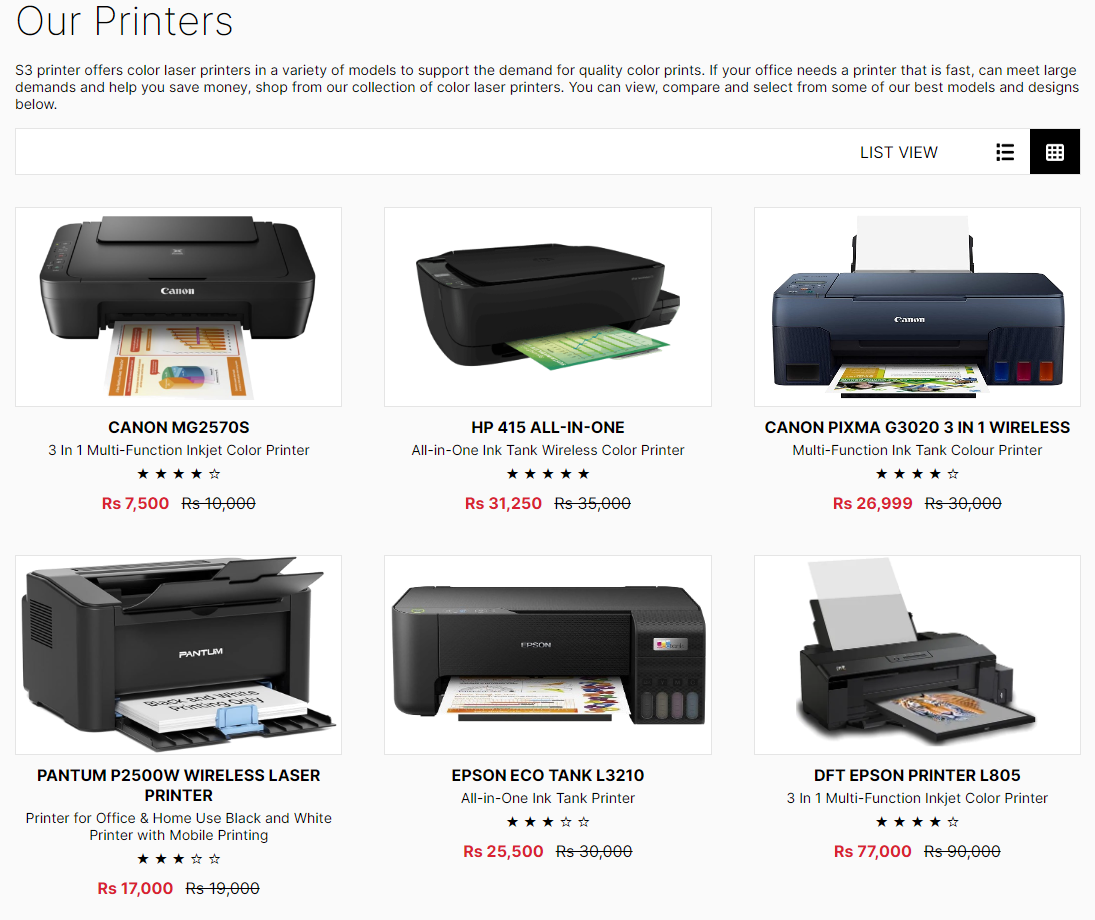 Our Printers
S3 printer offers color laser printers in a variety of models to support the demand for quality color prints. If your office needs a printer that is fast, can meet large
demands and help you save money, shop from our collection of color laser printers. You can view, compare and select from some of our best models and designs
below.
LIST VIEW
Canon
CANON MG2570S
3 In 1 Multi-Function Inkjet Color Printer
★ ★ ★ ★ ☆
Rs 7,500 Rs 10,000
HP 415 ALL-IN-ONE
All-in-One Ink Tank Wireless Color Printer
★ ★ ★ ★ ★
Rs 31,250 Rs 35,000
Canon
CANON PIXMA G3020 3 IN 1 WIRELESS
Multi-Function Ink Tank Colour Printer
★ ★ ★ ★ ☆
Rs 26,999 Rs 30,000
PANTUM
Black and White
Printing Only
PANTUM P2500W WIRELESS LASER
PRINTER
Printer for Office & Home Use Black and White
Printer with Mobile Printing
★ ★ ★ ☆ ☆
Rs 17,000 Rs 19,000
EPSON
EPSON ECO TANK L3210
All-in-One Ink Tank Printer
★ ★ ★ ☆ ☆
Rs 25,500 Rs 30,000
DFT EPSON PRINTER L805
3 In 1 Multi-Function Inkjet Color Printer
★ ★ ★ ★ ☆
Rs 77,000 Rs 90,000